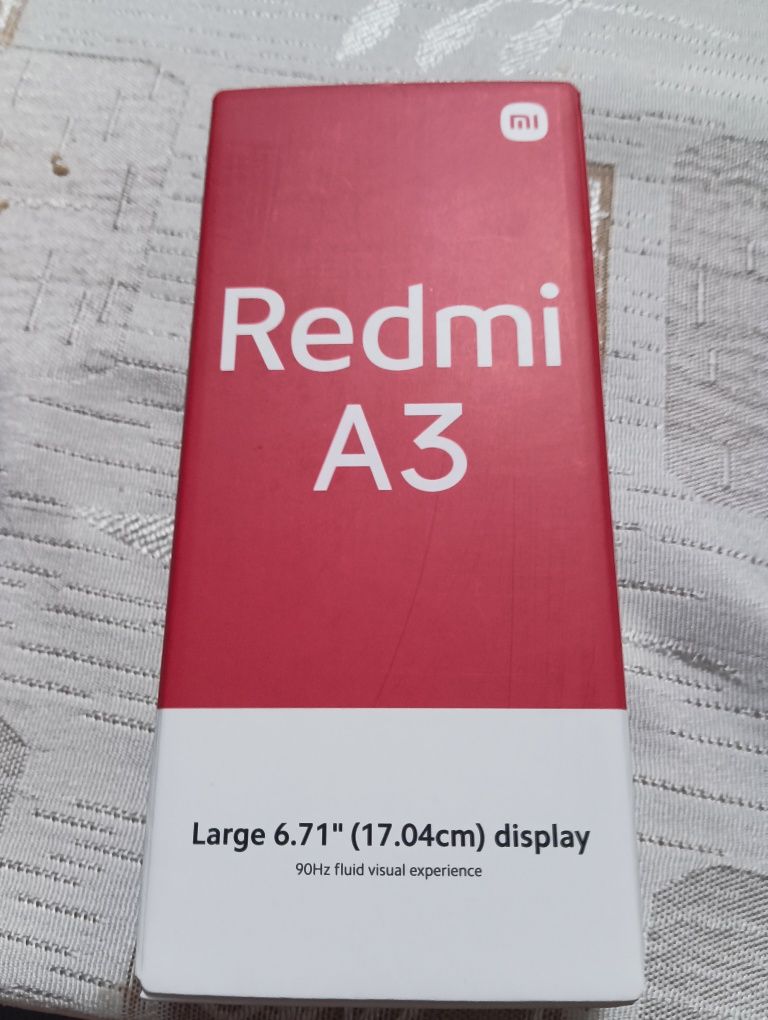 mi
Redmi
A3
Large 6.71" (17.04cm) display
90Hz fluid visual experience